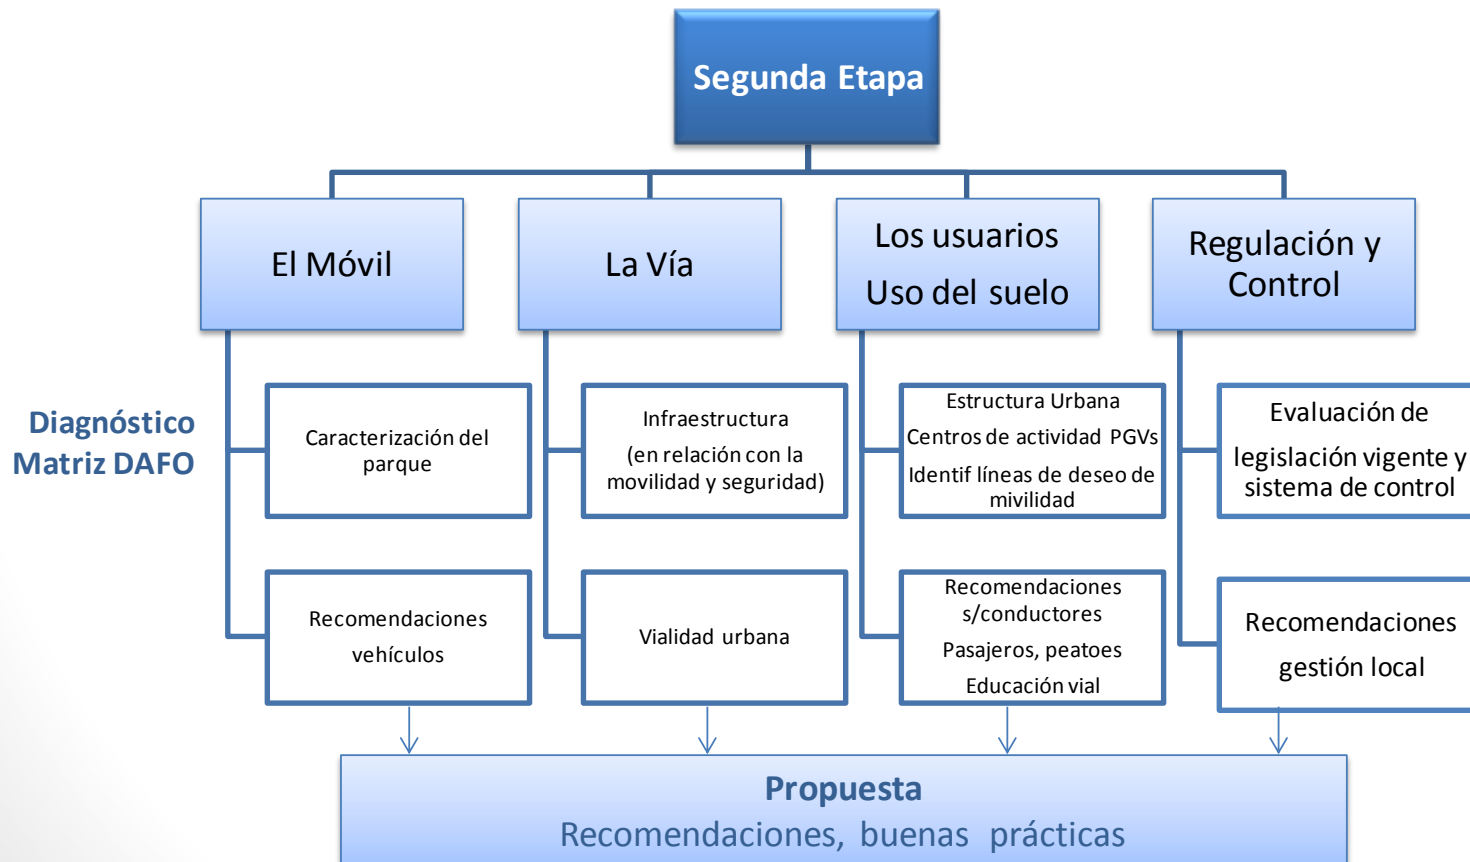 Segunda Etapa
El Móvil
La Vía
Los usuarios
Uso del suelo
Regulación y
Control
Diagnóstico
Matriz DAFO
Caracterización del
parque
Infraestructura
(en relación con la
movilidad y seguridad)
Estructura Urbana
Centros de actividad PGVs
Identif líneas de deseo de
mivilidad
Evaluación de
legislación vigente y
sistema de control
Recomendaciones
vehículos
Vialidad urbana
Recomendaciones
s/conductores
Pasajeros, peatoes
Educación vial
Recomendaciones
gestión local
Propuesta
Recomendaciones, buenas prácticas